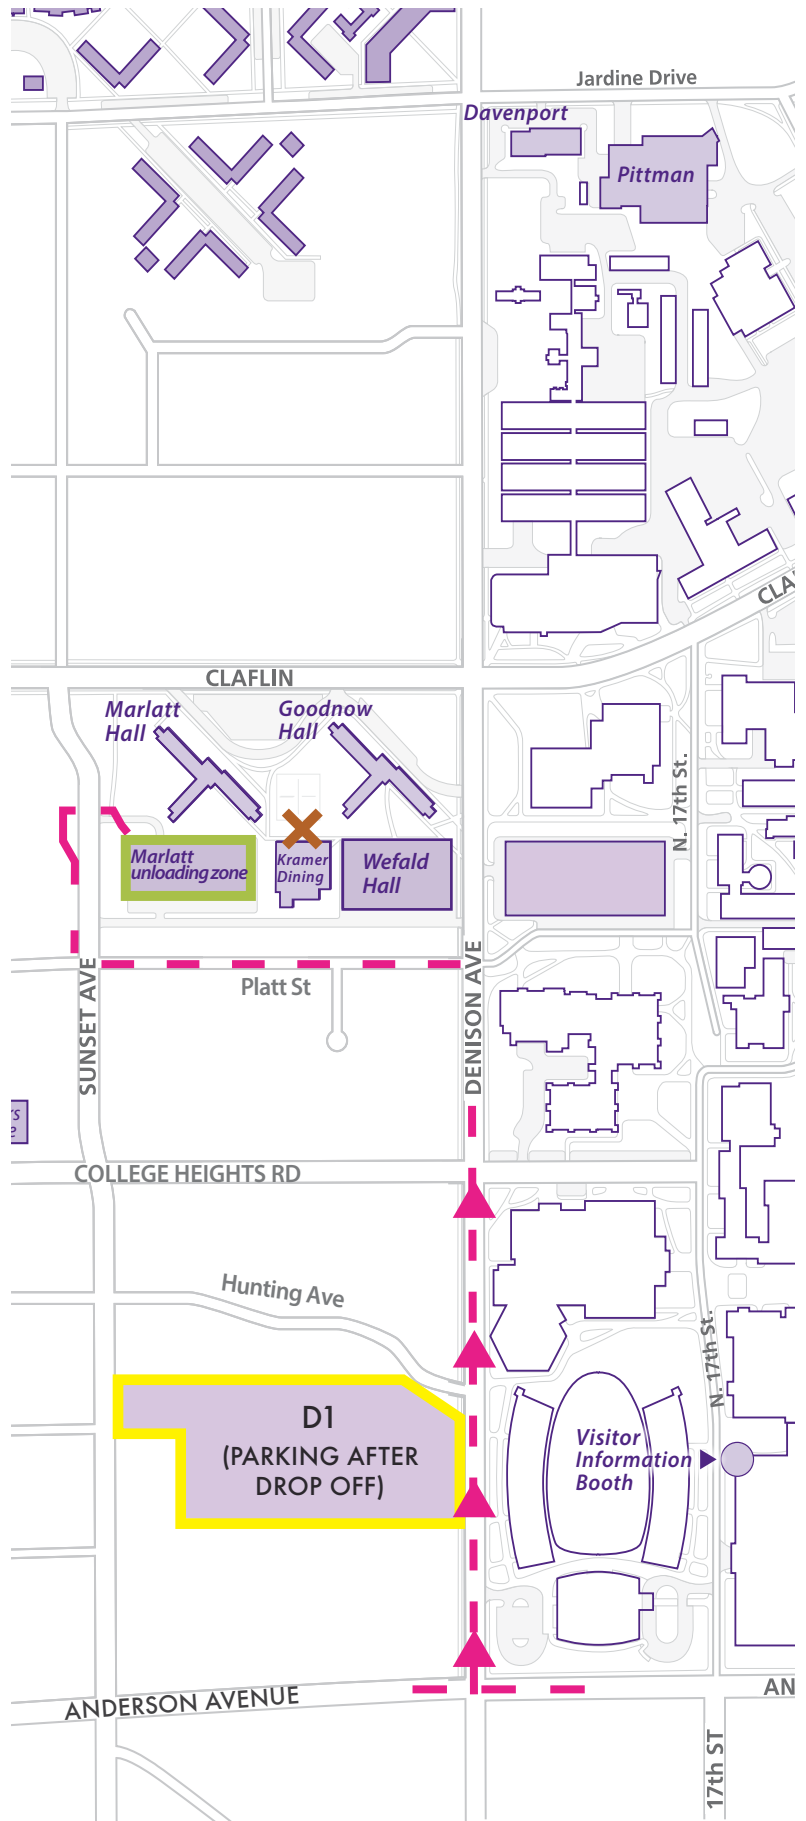 Jardine Drive
Davenport
Pittman
CLA
CLAFLIN
Marlatt
Hall
Goodnow
Hall
N. 17th St.
Marlatt
unloading zone
Kramer
Dining
Wefald
Hall
SUNSET AVE
Platt St
DENISON AVE
COLLEGE HEIGHTS RD
Hunting Ave
N. 17th St.
D1
(PARKING AFTER
DROP OFF)
Visitor
Information
Booth
ANDERSON AVENUE
AN
17th ST